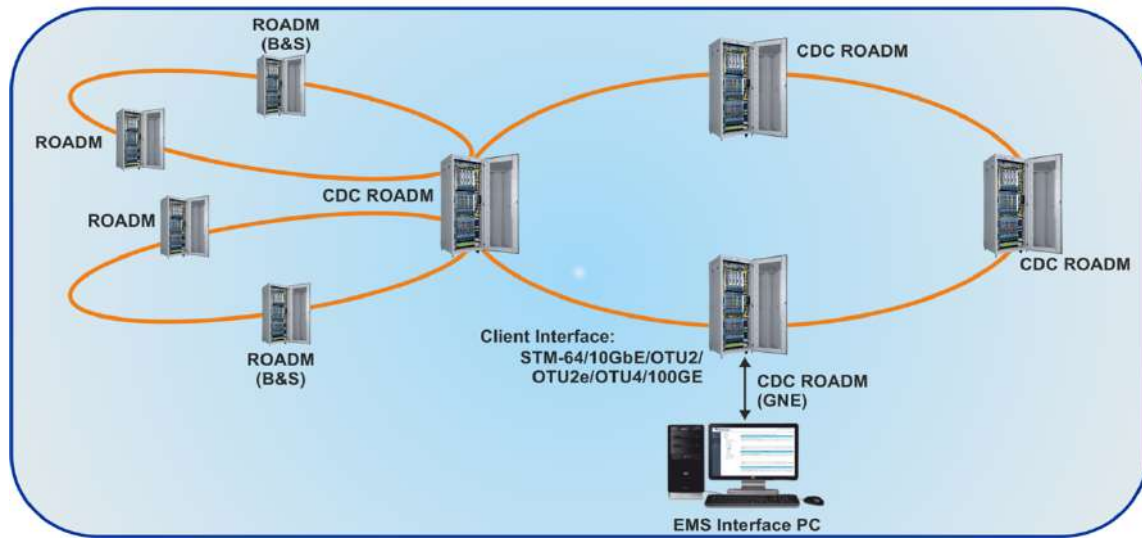 ROADM
(B&S)
CDC ROADM
ROADM
CDC ROADM
ROADM
CDC ROADM
ROADM
(B&S)
Client Interface:
STM-64/10GbE/OTU2/
OTU2e/OTU4/100GE
CDC ROADM
(GNE)
EMS Interface PC